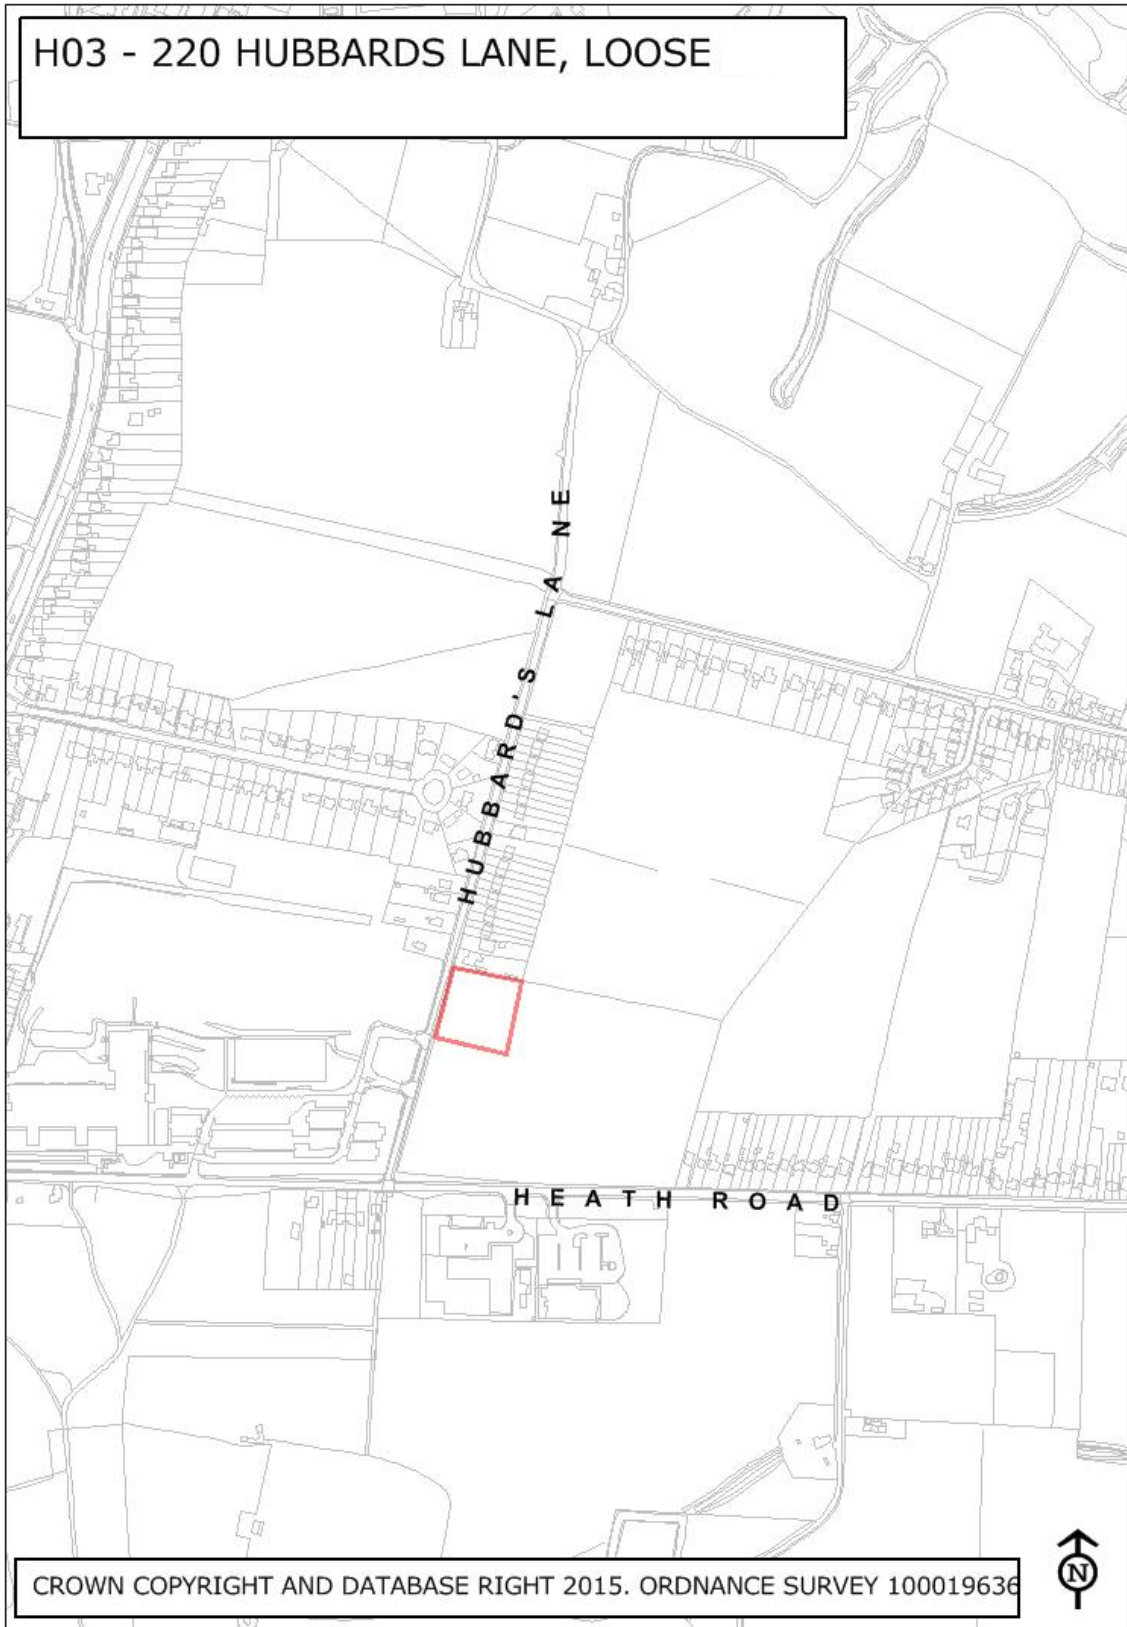 H03 - 220 HUBBARDS LANE, LOOSE
HUBBARD'S LANE
HEATH ROAD
CROWN COPYRIGHT AND DATABASE RIGHT 2015. ORDNANCE SURVEY 100019636
N